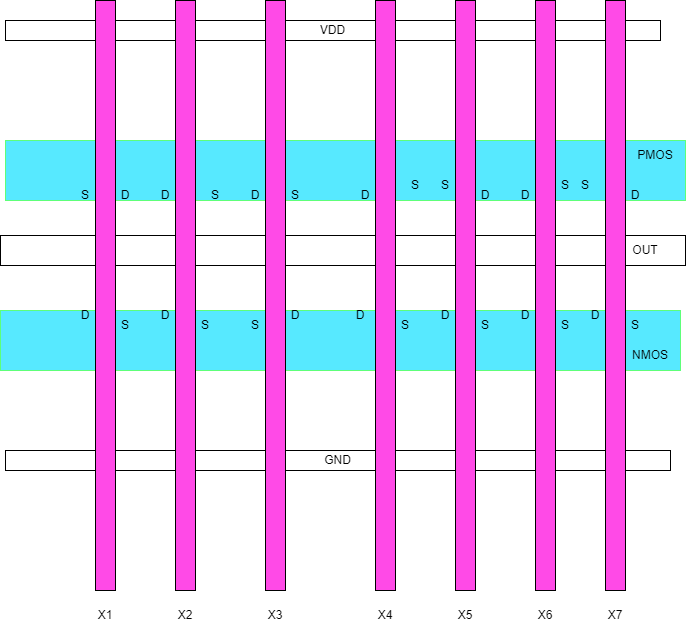 VDD
PMOS
S D D S D S D S S D D S S D
OUT
D S D S S D D S D S D S D S
NMOS
GND
X1 X2 X3 X4 X5 X6 X7